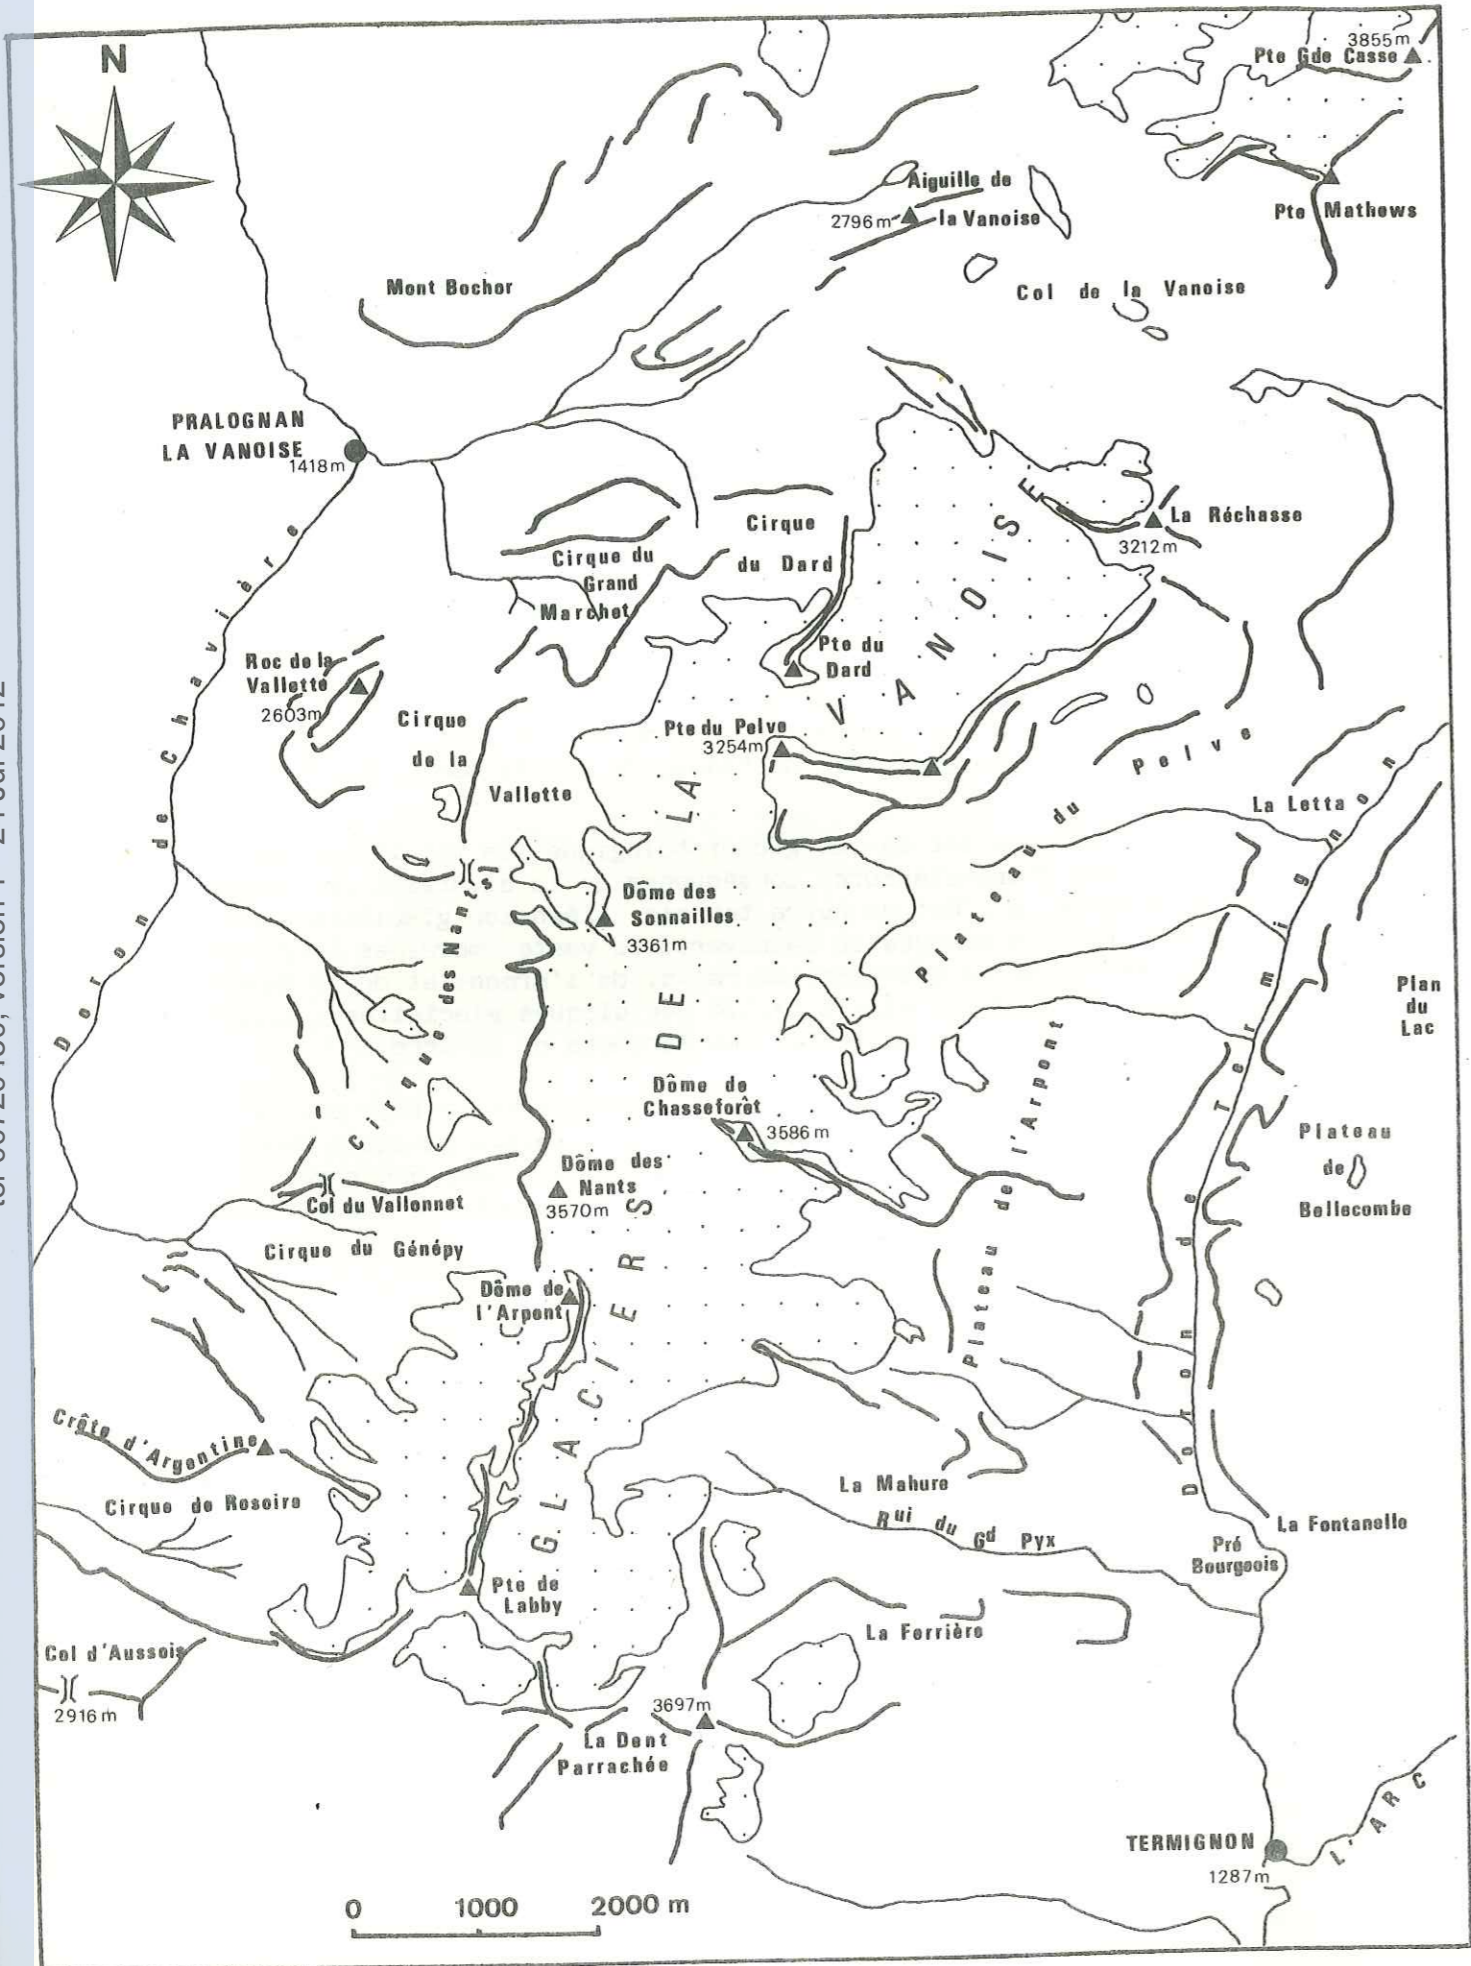 N
3855m
Pte Gde Casse
Aiguille de
2796m
la Vanoise
Pte Mathews
Mont Bochor
Col de la Vanoise
PRALOGNAN
LA VANOISE
1418m
La Réchasse
3212m
Cirque
du Dard
Cirque du
Grand
Marchet
Doron de Chavière
Roc de la
Vallette
2603m
Pte du
Dard
Cirque
de la
Vallette
Pte du Pelve
3254m
GLACIERS DE LA VANOISE
Plateau du Pelve
La Letta
Dôme des
Sonnailles
3361m
Cirque des Nants
Plan
du
Lac
Dôme de
Chasseforêt
3586m
Plateau de l'Arpont
Doron de Termignon
Plateau
de
Bellecombe
Dôme des
Nants
3570m
Col du Vallonnet
Cirque du Génépy
Dôme de
l'Arpont
Crête d'Argentine
Cirque de Rosoire
La Mahure
Rui du Gd Pyx
La Fontanelle
Pré
Bourgeois
Pte de
Labby
La Ferrière
Col d'Aussois
2916m
3697m
La Dent
Parrachée
TERMIGNON
1287m
L'ARC
0 1000 2000 m